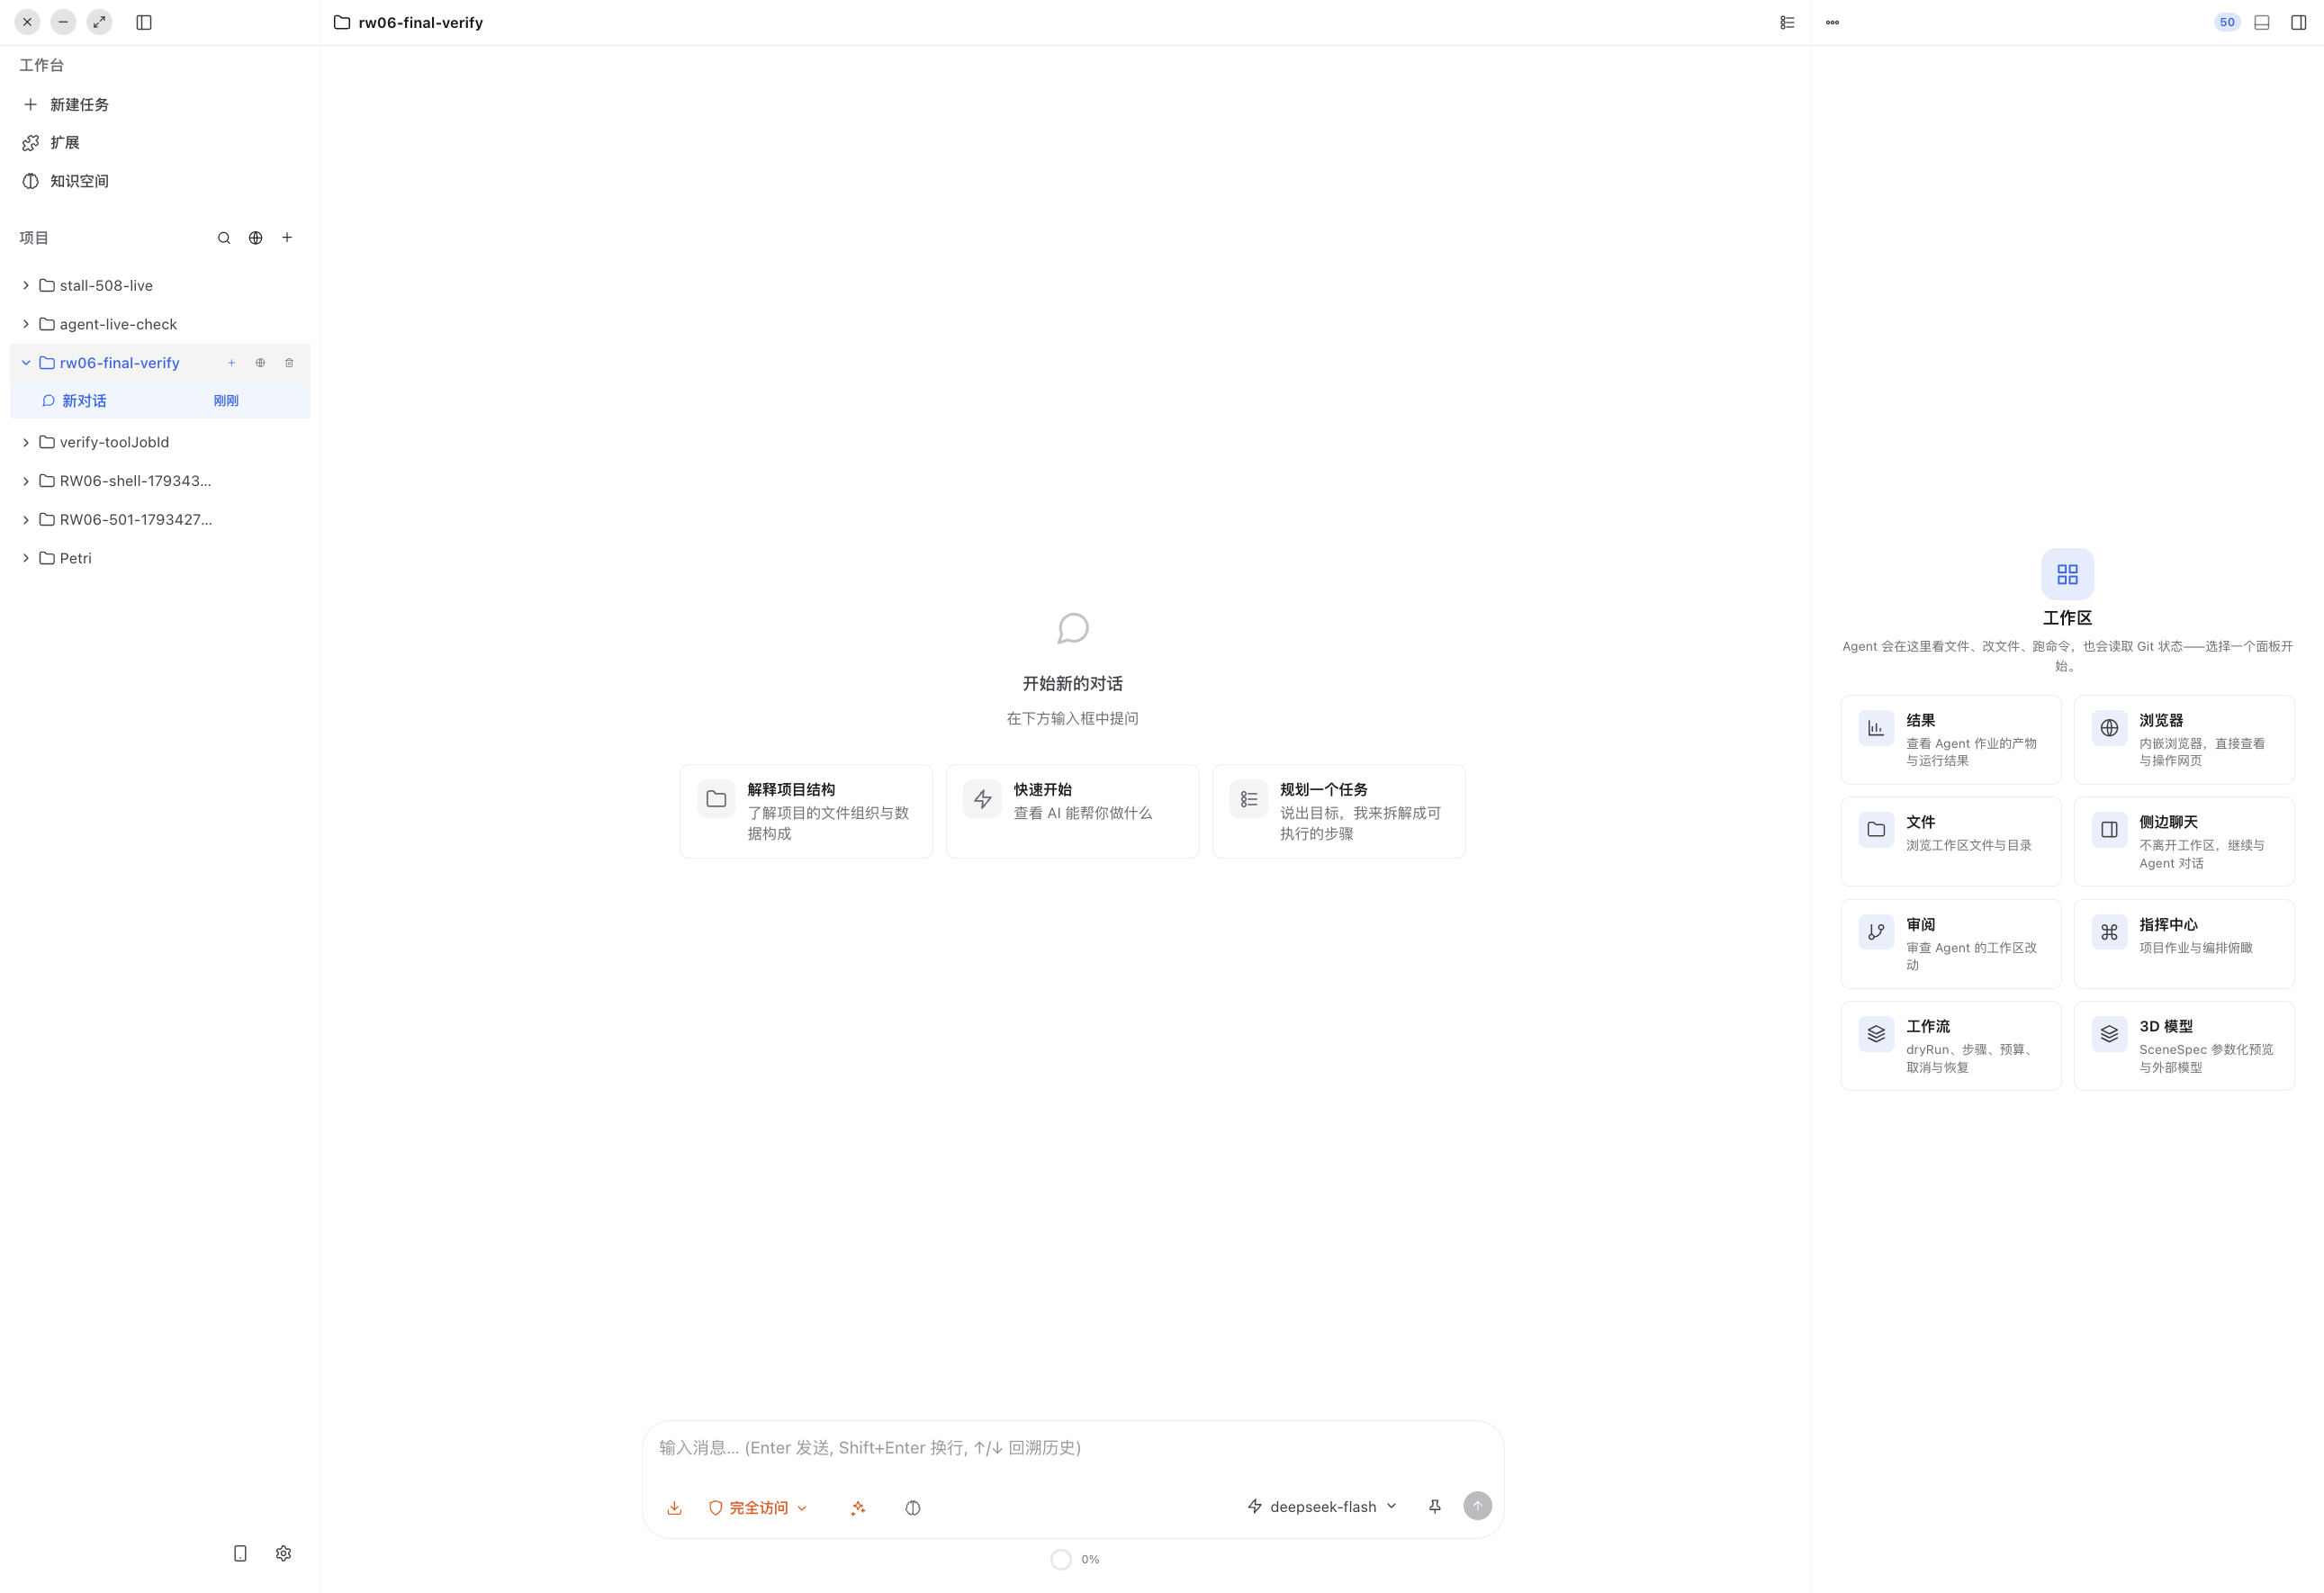 rw06-final-verify
50
工作台
新建任务
扩展
知识空间
项目
stall-508-live
agent-live-check
rw06-final-verify
新对话 刚刚
verify-toolJobId
RW06-shell-179343...
RW06-501-1793427...
Petri
开始新的对话
在下方输入框中提问
解释项目结构
了解项目的文件组织与数
据构成
快速开始
查看 AI 能帮你做什么
规划一个任务
说出目标，我来拆解成可
执行的步骤
输入消息... (Enter 发送, Shift+Enter 换行, ↑/↓ 回溯历史)
完全访问
deepseek-flash
0%
工作区
Agent 会在这里看文件、改文件、跑命令，也会读取 Git 状态——选择一个面板开
始。
结果
查看 Agent 作业的产物
与运行结果
浏览器
内嵌浏览器，直接查看
与操作网页
文件
浏览工作区文件与目录
侧边聊天
不离开工作区，继续与
Agent 对话
审阅
审查 Agent 的工作区改
动
指挥中心
项目作业与编排俯瞰
工作流
dryRun、步骤、预算、
取消与恢复
3D 模型
SceneSpec 参数化预览
与外部模型